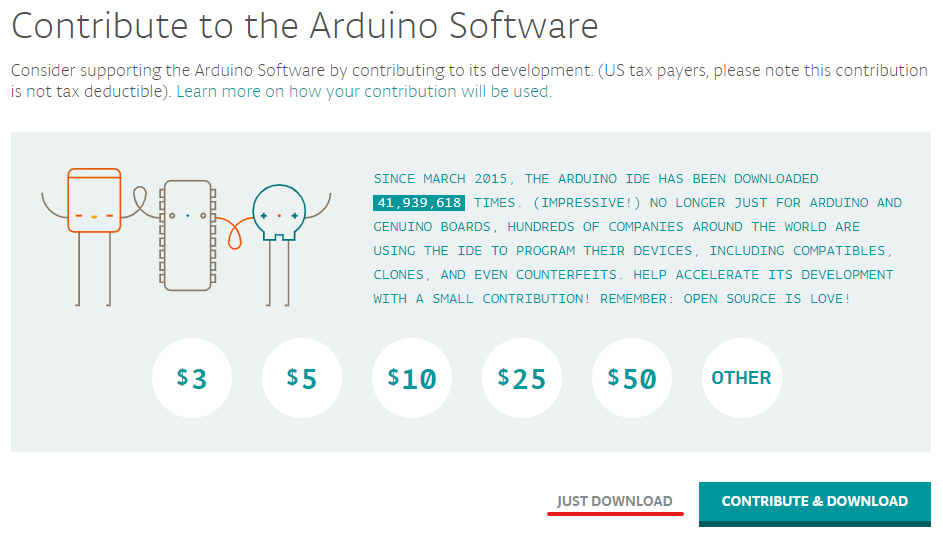 Contribute to the Arduino Software
Consider supporting the Arduino Software by contributing to its development. (US tax payers, please note this contribution
is not tax deductible). Learn more on how your contribution will be used.
SINCE MARCH 2015, THE ARDUINO IDE HAS BEEN DOWNLOADED
41,939,618 TIMES. (IMPRESSIVE!) NO LONGER JUST FOR ARDUINO AND
GENUINO BOARDS, HUNDREDS OF COMPANIES AROUND THE WORLD ARE
USING THE IDE TO PROGRAM THEIR DEVICES, INCLUDING COMPATIBLES,
CLONES, AND EVEN COUNTERFEITS. HELP ACCELERATE ITS DEVELOPMENT
WITH A SMALL CONTRIBUTION! REMEMBER: OPEN SOURCE IS LOVE!
$3 $5 $10 $25 $50 OTHER
JUST DOWNLOAD CONTRIBUTE & DOWNLOAD